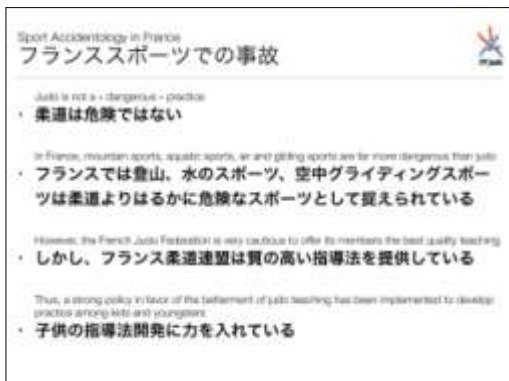 Sport Accidentology in France
フランススポーツでの事故
Judo is not a « dangerous » practice
・ 柔道は危険ではない
In France, mountain sports, aquatic sports, air and gliding sports are far more dangerous than judo
・ フランスでは登山、水のスポーツ、空中グライディングスポー
ツは柔道よりはるかに危険なスポーツとして捉えられている
However, the French Judo Federation is very cautious to offer its members the best quality teaching
・ しかし、フランス柔道連盟は質の高い指導法を提供している
Thus, a strong policy in favor of the betterment of judo teaching has been implemented to develop
practice among kids and youngsters
・ 子供の指導法開発に力を入れている